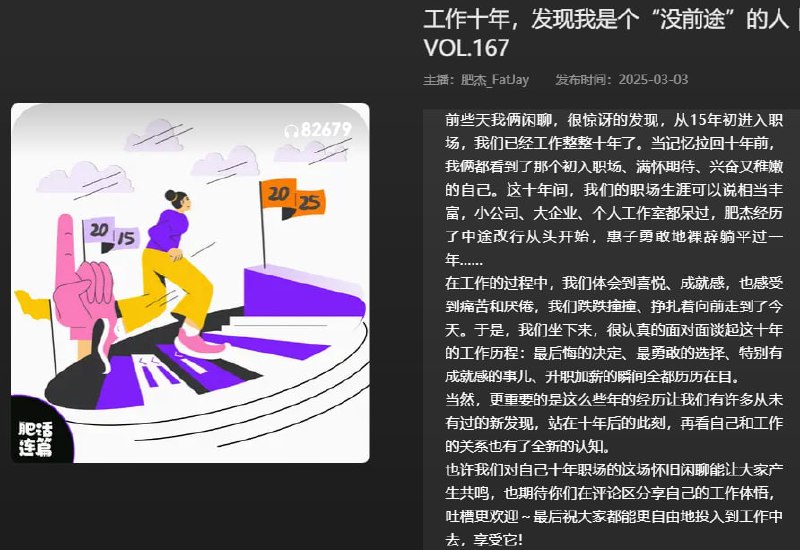 工作十年，发现我是个“没前途”的人 |
VOL.167
主播：肥杰_FatJay 发布时间：2025-03-03
82679
20
15
20
25
肥话
连篇
前些天我俩闲聊，很惊讶的发现，从15年初进入职
场，我们已经工作整整十年了。当记忆拉回十年前，
我俩都看到了那个初入职场、满怀期待、兴奋又稚嫩
的自己。这十年间，我们的职场生涯可以说相当丰
富，小公司、大企业、个人工作室都呆过，肥杰经历
了中途改行从头开始，惠子勇敢地裸辞躺平过一
年......
在工作的过程中，我们体会到喜悦、成就感，也感受
到痛苦和厌倦，我们跌跌撞撞、挣扎着向前走到了今
天。于是，我们坐下来，很认真的面对面谈起这十年
的工作历程：最后悔的决定、最勇敢的选择、特别有
成就感的事儿、升职加薪的瞬间全都历历在目。
当然，更重要的是这么些年的经历让我们有许多从未
有过的新发现，站在十年后的此刻，再看自己和工作
的关系也有了全新的认知。
也许我们对自己十年职场的这场怀旧闲聊能让大家产
生共鸣，也期待你们在评论区分享自己的工作体悟，
吐槽更欢迎～最后祝大家都能更自由地投入到工作中
去，享受它!